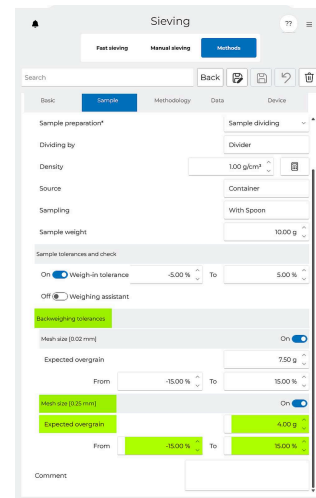 Sieving
??
Fast sieving Manual sieving Methods
Search Back
Basic Sample Methodology Data Device
Sample preparation* Sample dividing
Dividing by Divider
Density 1.00 g/cm³
Source Container
Sampling With Spoon
Sample weight 10.00 g
Sample tolerances and check
On Weigh-in tolerance -5.00 % To 5.00 %
Off Weighing assistant
Backweighing tolerances
Mesh size [0.02 mm] On
Expected overgrain 7.50 g
From -15.00 % To 15.00 %
Mesh size [0.25 mm] On
Expected overgrain 4.00 g
From -15.00 % To 15.00 %
Comment